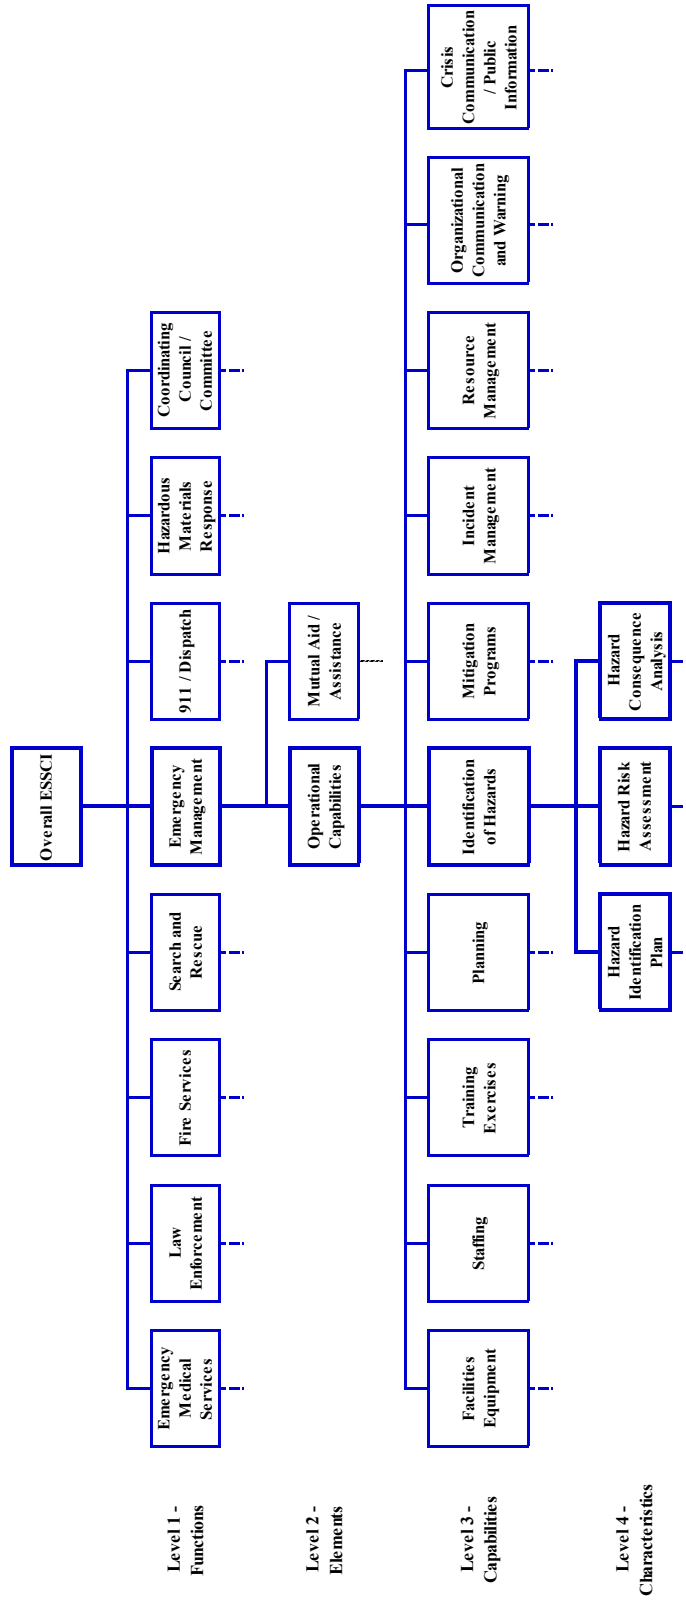 Overall ESSCI
Level 1 -
Functions
Emergency
Medical
Services
Law
Enforcement
Fire Services
Search and
Rescue
Emergency
Management
911 / Dispatch
Hazardous
Materials
Response
Coordinating
Council /
Committee
Level 2 -
Elements
Operational
Capabilities
Mutual Aid /
Assistance
Level 3 -
Capabilities
Facilities
Equipment
Staffing
Training
Exercises
Planning
Identification
of Hazards
Mitigation
Programs
Incident
Management
Resource
Management
Organizational
Communication
and Warning
Crisis
Communication
/ Public
Information
Level 4 -
Characteristics
Hazard
Identification
Plan
Hazard Risk
Assessment
Hazard
Consequence
Analysis